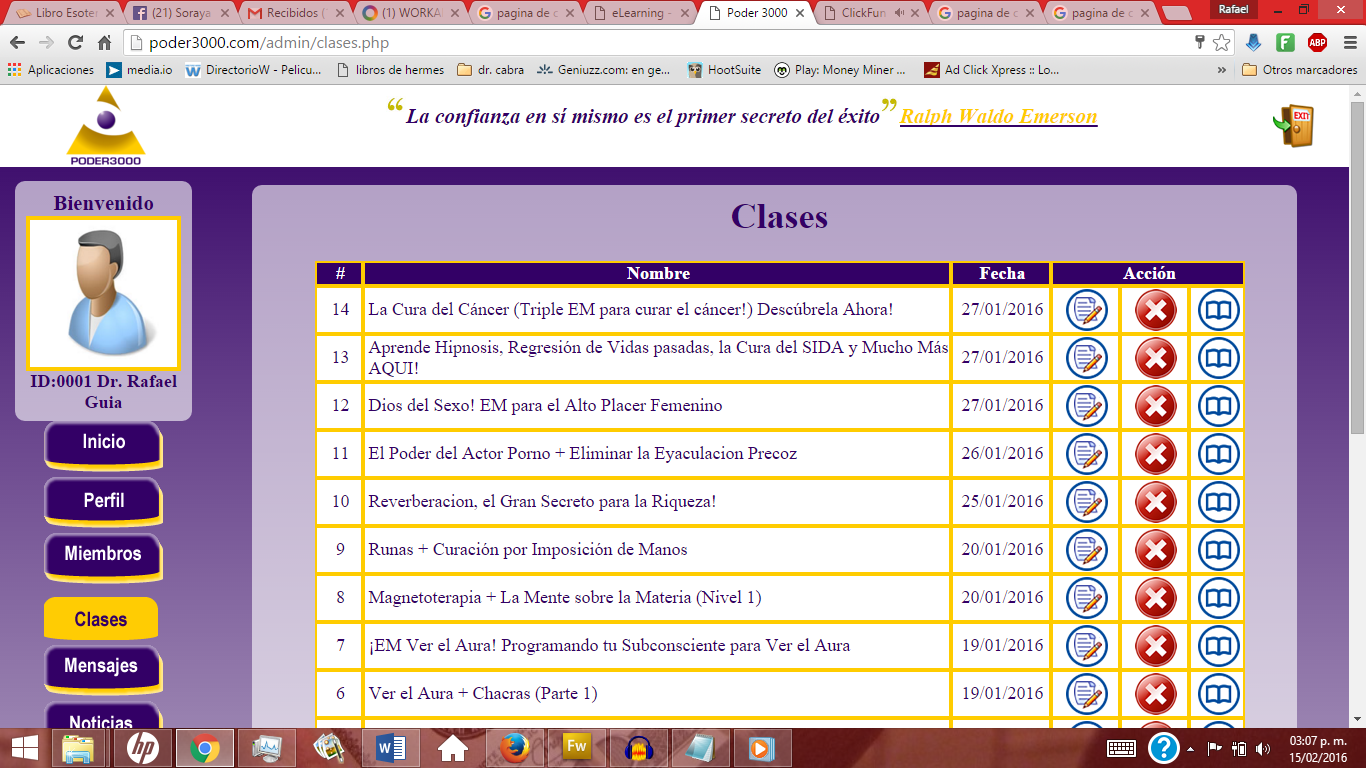 Libro Esote
(21) Soraya
Recibidos (
(1) WORKA
pagina de c
eLearning -
Poder 3000
ClickFun
pagina de c
pagina de c
Rafael
poder3000.com/admin/clases.php
ABP
Aplicaciones
media.io
DirectorioW - Pelicu...
libros de hermes
dr. cabra
Geniuzz.com: en ge...
HootSuite
Play: Money Miner ...
Ad Click Xpress :: Lo...
»
Otros marcadores
PODER3000
“La confianza en sí mismo es el primer secreto del éxito” Ralph Waldo Emerson
EXIT
Bienvenido
ID:0001 Dr. Rafael
Guia
Inicio
Perfil
Miembros
Clases
Mensajes
Noticias
Clases
# Nombre Fecha Acción
14 La Cura del Cáncer (Triple EM para curar el cáncer!) Descúbrela Ahora! 27/01/2016
13 Aprende Hipnosis, Regresión de Vidas pasadas, la Cura del SIDA y Mucho Más 27/01/2016
AQUI!
12 Dios del Sexo! EM para el Alto Placer Femenino 27/01/2016
11 El Poder del Actor Porno + Eliminar la Eyaculacion Precoz 26/01/2016
10 Reverberacion, el Gran Secreto para la Riqueza! 25/01/2016
9 Runas + Curación por Imposición de Manos 20/01/2016
8 Magnetoterapia + La Mente sobre la Materia (Nivel 1) 20/01/2016
7 ¡EM Ver el Aura! Programando tu Subconsciente para Ver el Aura 19/01/2016
6 Ver el Aura + Chacras (Parte 1) 19/01/2016
hp
Fw
03:07 p. m.
15/02/2016